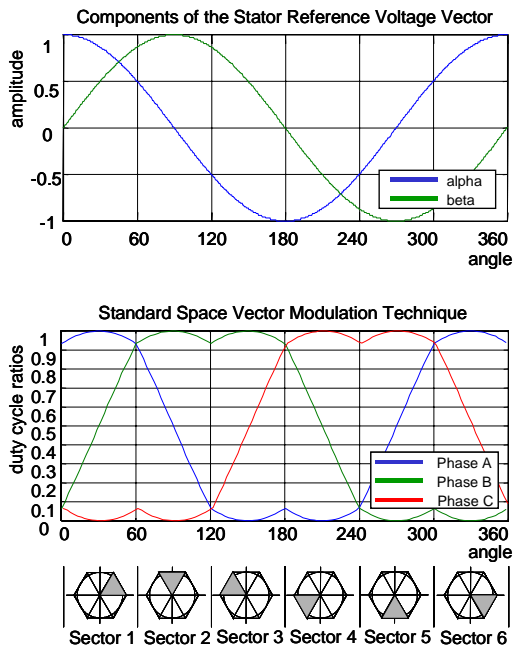 Components of the Stator Reference Voltage Vector
amplitude
1
0.5
0
-0.5
-1
alpha
beta
0 60 120 180 240 300 360
angle
Standard Space Vector Modulation Technique
duty cycle ratios
1
0.9
0.8
0.7
0.6
0.5
0.4
0.3
0.2
0.1
0
Phase A
Phase B
Phase C
0 60 120 180 240 300 360
angle
Sector 1 Sector 2 Sector 3 Sector 4 Sector 5 Sector 6